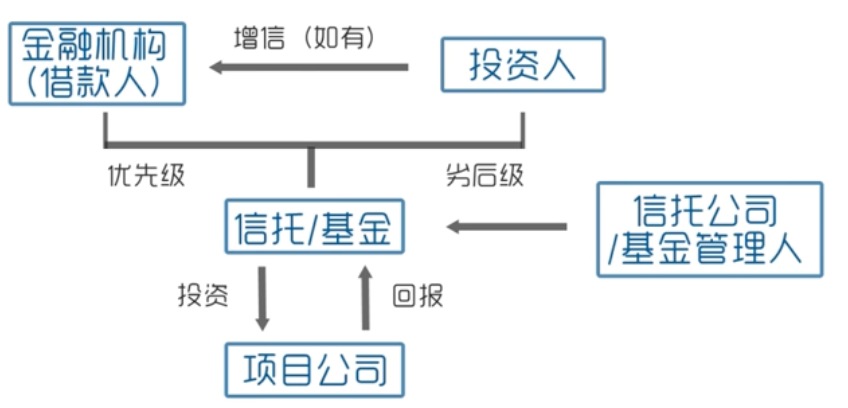 金融机构
(借款人)
增信（如有）
投资人
优先级
劣后级
信托/基金
信托公司
/基金管理人
投资
回报
项目公司